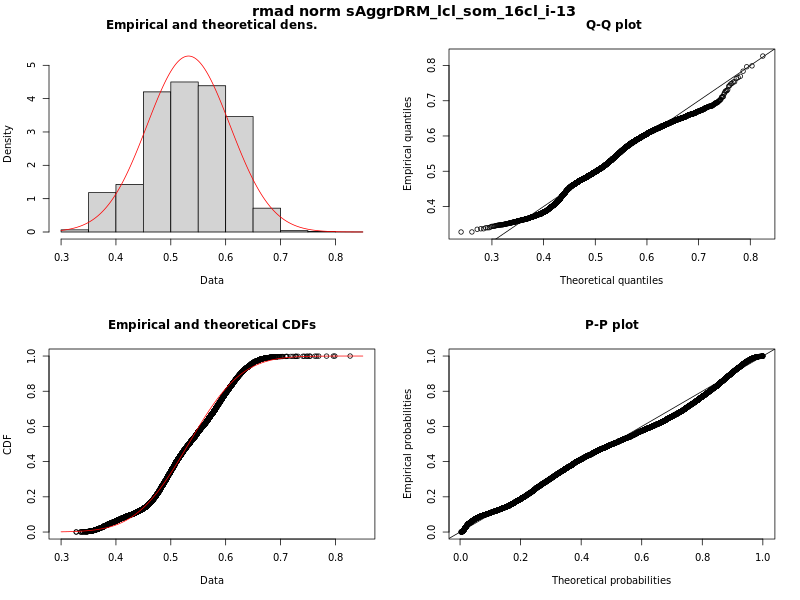 rmad norm sAggrDRM_lcl_som_16cl_i-13
Empirical and theoretical dens.
Density
0 1 2 3 4 5
0.3 0.4 0.5 0.6 0.7 0.8
Data
Q-Q plot
Empirical quantiles
0.4 0.5 0.6 0.7 0.8
0.3 0.4 0.5 0.6 0.7 0.8
Theoretical quantiles
Empirical and theoretical CDFs
CDF
0.0 0.2 0.4 0.6 0.8 1.0
0.3 0.4 0.5 0.6 0.7 0.8
Data
P-P plot
Empirical probabilities
0.0 0.2 0.4 0.6 0.8 1.0
0.0 0.2 0.4 0.6 0.8 1.0
Theoretical probabilities